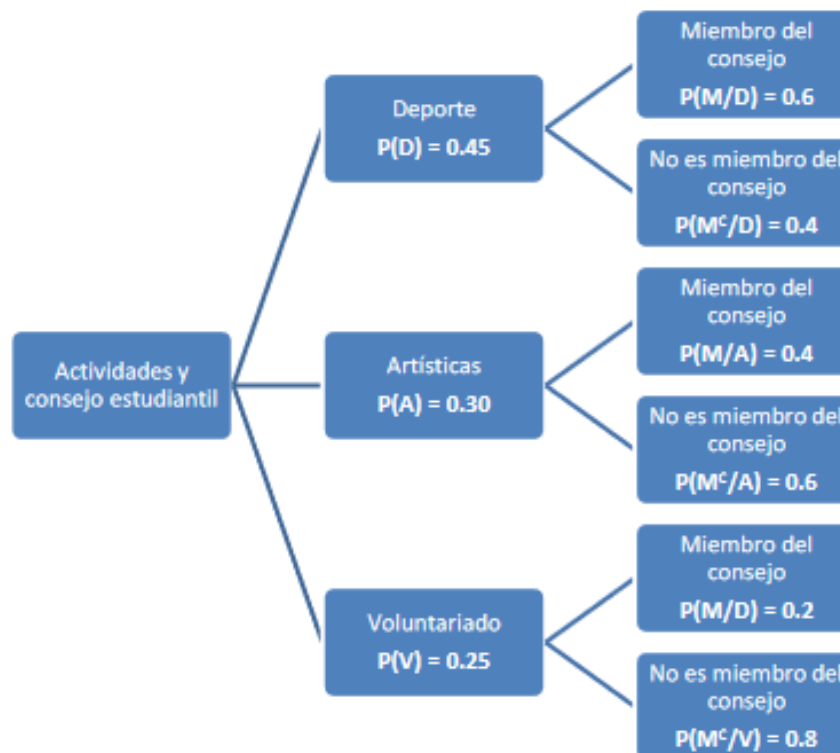 Actividades y
consejo estudiantil
Deporte
P(D) = 0.45
Miembro del
consejo
P(M/D) = 0.6
No es miembro del
consejo
P(Mᶜ/D) = 0.4
Artísticas
P(A) = 0.30
Miembro del
consejo
P(M/A) = 0.4
No es miembro del
consejo
P(Mᶜ/A) = 0.6
Voluntariado
P(V) = 0.25
Miembro del
consejo
P(M/D) = 0.2
No es miembro del
consejo
P(Mᶜ/V) = 0.8